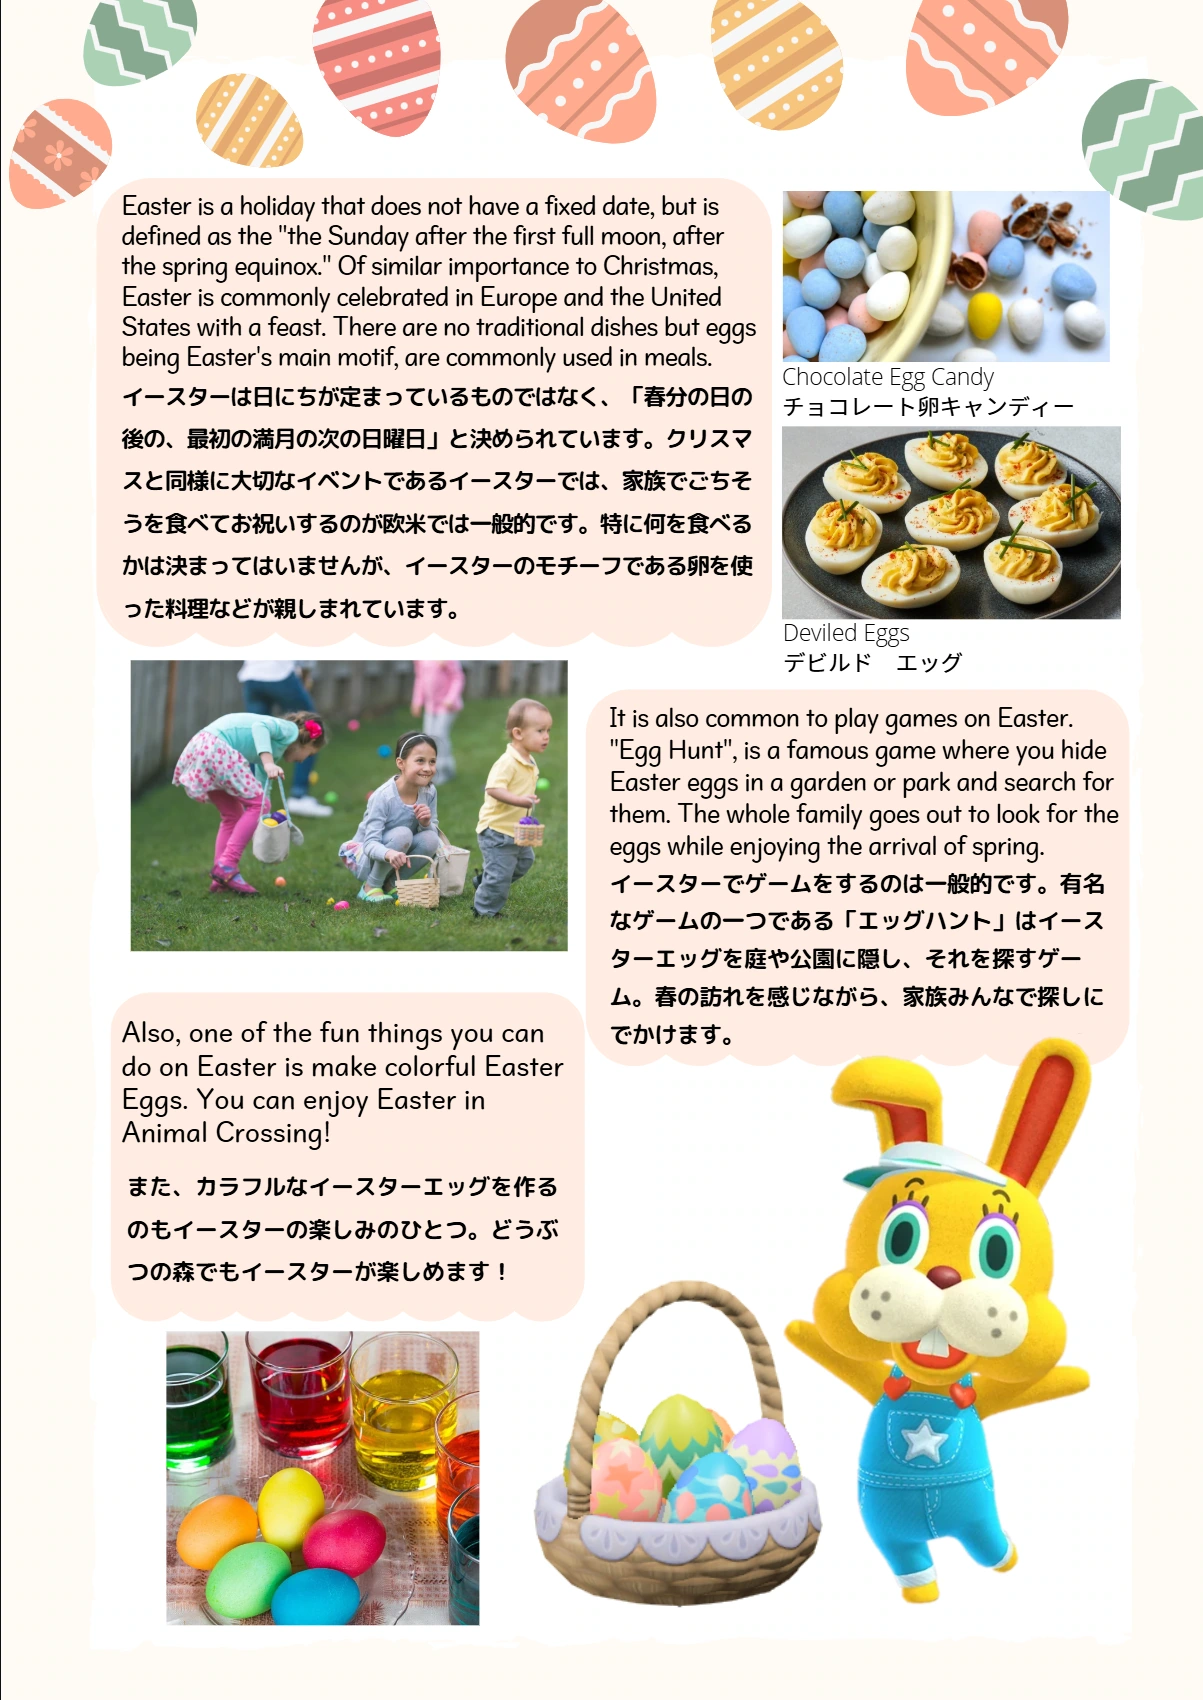 Easter is a holiday that does not have a fixed date, but is
defined as the "the Sunday after the first full moon, after
the spring equinox." Of similar importance to Christmas,
Easter is commonly celebrated in Europe and the United
States with a feast. There are no traditional dishes but eggs
being Easter's main motif, are commonly used in meals.
イースターは日にちが定まっているものではなく、「春分の日の
後の、最初の満月の次の日曜日」と決められています。クリスマ
スと同様に大切なイベントであるイースターでは、家族でごちそ
うを食べてお祝いするのが欧米では一般的です。特に何を食べる
かは決まってはいませんが、イースターのモチーフである卵を使
った料理などが親しまれています。
Chocolate Egg Candy
チョコレート卵キャンディー
Deviled Eggs
デビルド　エッグ
It is also common to play games on Easter.
"Egg Hunt", is a famous game where you hide
Easter eggs in a garden or park and search for
them. The whole family goes out to look for the
eggs while enjoying the arrival of spring.
イースターでゲームをするのは一般的です。有名
なゲームの一つである「エッグハント」はイース
ターエッグを庭や公園に隠し、それを探すゲー
ム。春の訪れを感じながら、家族みんなで探しに
でかけます。
Also, one of the fun things you can
do on Easter is make colorful Easter
Eggs. You can enjoy Easter in
Animal Crossing!
また、カラフルなイースターエッグを作る
のもイースターの楽しみのひとつ。どうぶ
つの森でもイースターが楽しめます！